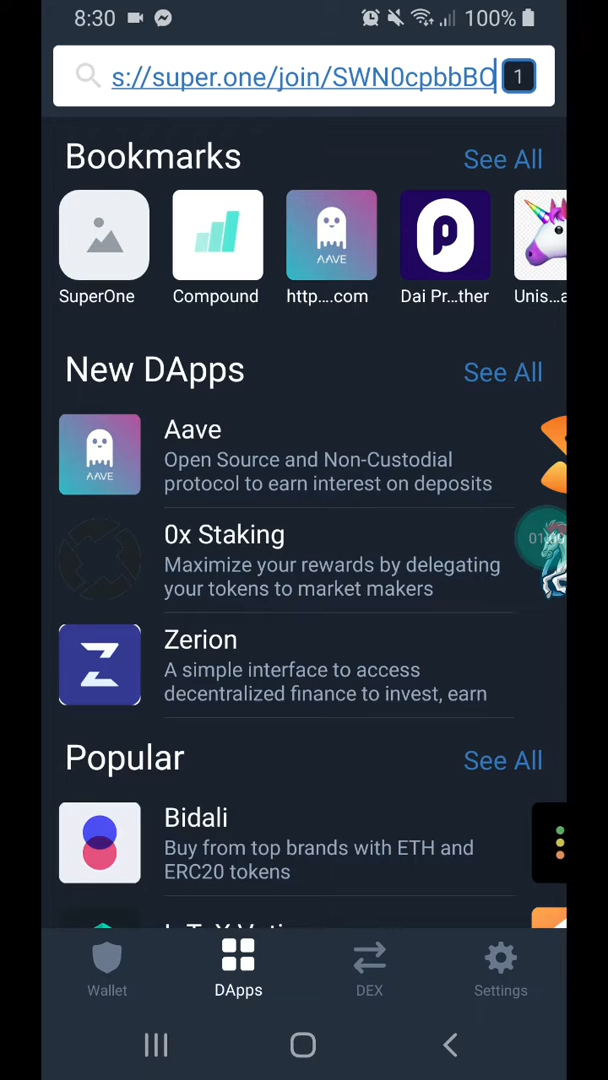 8:30 100%
s://super.one/join/SWN0cpbbBO 1
Bookmarks See All
AAVE
SuperOne Compound http....com Dai Pr...ther Unis...a
New DApps See All
AAVE
Aave
Open Source and Non-Custodial
protocol to earn interest on deposits
0x Staking
Maximize your rewards by delegating
your tokens to market makers
Zerion
A simple interface to access
decentralized finance to invest, earn
Popular See All
Bidali
Buy from top brands with ETH and
ERC20 tokens
Wallet DApps DEX Settings